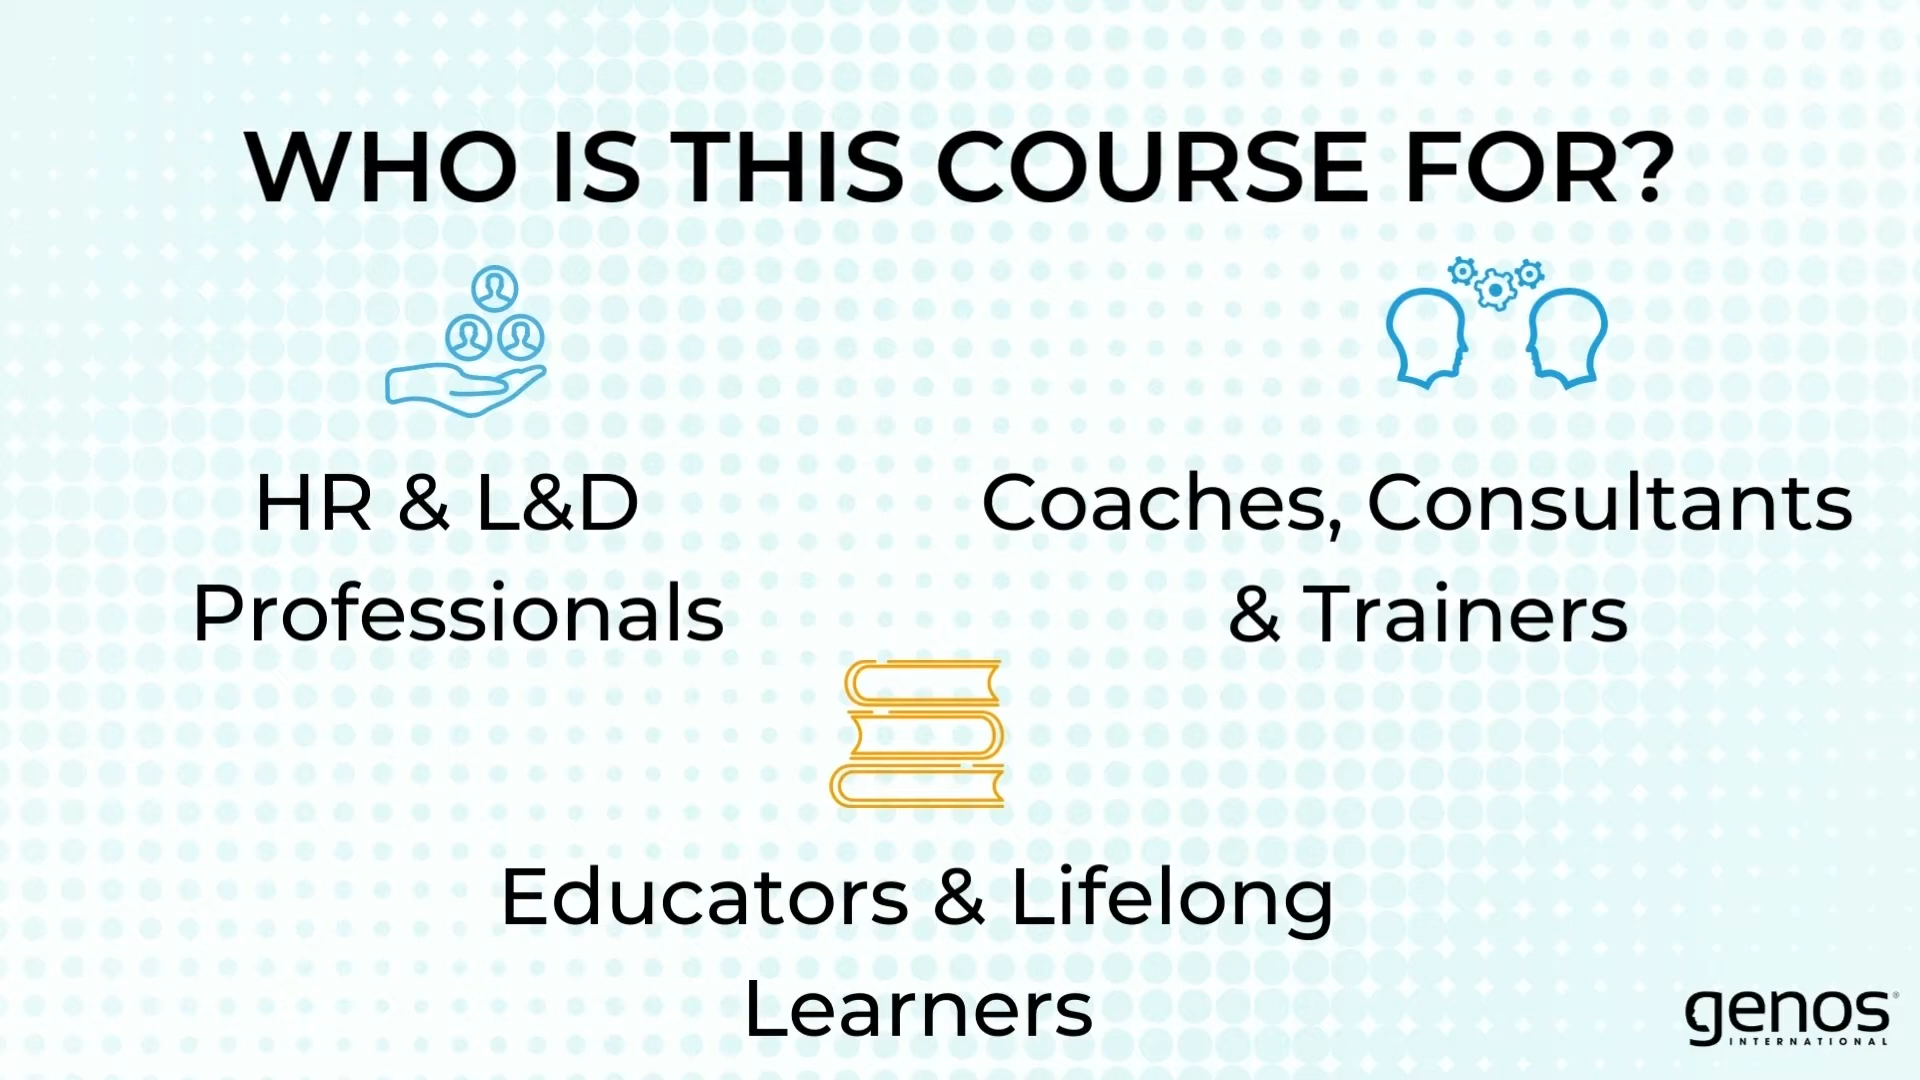 WHO IS THIS COURSE FOR?
HR & L&D
Professionals
Coaches, Consultants
& Trainers
Educators & Lifelong
Learners
genos®
INTERNATIONAL